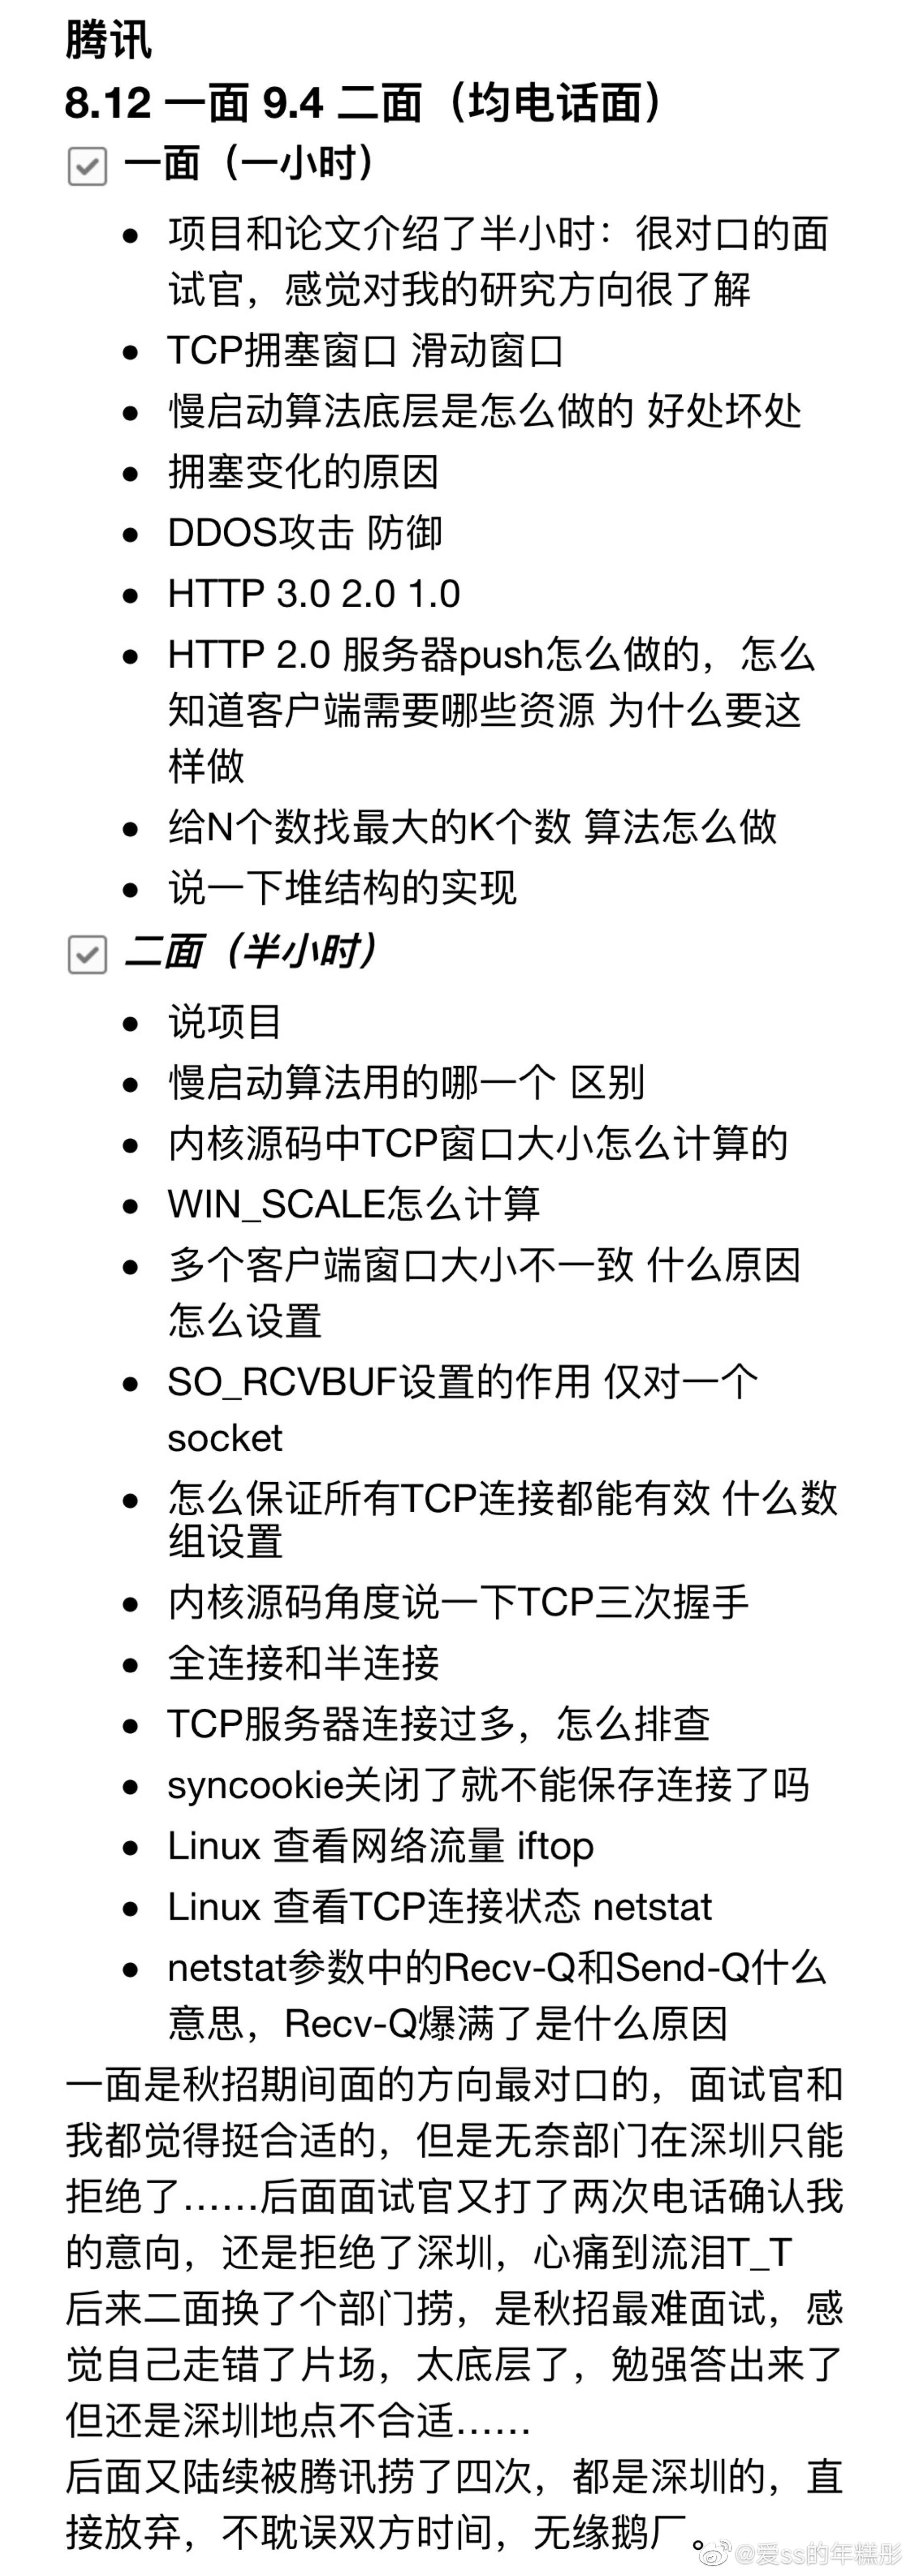 腾讯
8.12 一面 9.4 二面（均电话面）
一面（一小时）
项目和论文介绍了半小时：很对口的面
试官，感觉对我的研究方向很了解
TCP拥塞窗口 滑动窗口
慢启动算法底层是怎么做的 好处坏处
拥塞变化的原因
DDOS攻击 防御
HTTP 3.0 2.0 1.0
HTTP 2.0 服务器push怎么做的，怎么
知道客户端需要哪些资源 为什么要这
样做
给N个数找最大的K个数 算法怎么做
说一下堆结构的实现
二面（半小时）
说项目
慢启动算法用的哪一个 区别
内核源码中TCP窗口大小怎么计算的
WIN_SCALE怎么计算
多个客户端窗口大小不一致 什么原因
怎么设置
SO_RCVBUF设置的作用 仅对一个
socket
怎么保证所有TCP连接都能有效 什么数
组设置
内核源码角度说一下TCP三次握手
全连接和半连接
TCP服务器连接过多，怎么排查
syncookie关闭了就不能保存连接了吗
Linux 查看网络流量 iftop
Linux 查看TCP连接状态 netstat
netstat参数中的Recv-Q和Send-Q什么
意思，Recv-Q爆满了是什么原因
一面是秋招期间面的方向最对口的，面试官和
我都觉得挺合适的，但是无奈部门在深圳只能
拒绝了……后面面试官又打了两次电话确认我
的意向，还是拒绝了深圳，心痛到流泪T_T
后来二面换了个部门捞，是秋招最难面试，感
觉自己走错了片场，太底层了，勉强答出来了
但还是深圳地点不合适……
后面又陆续被腾讯捞了四次，都是深圳的，直
接放弃，不耽误双方时间，无缘鹅厂。
@爱ss的年糕彤